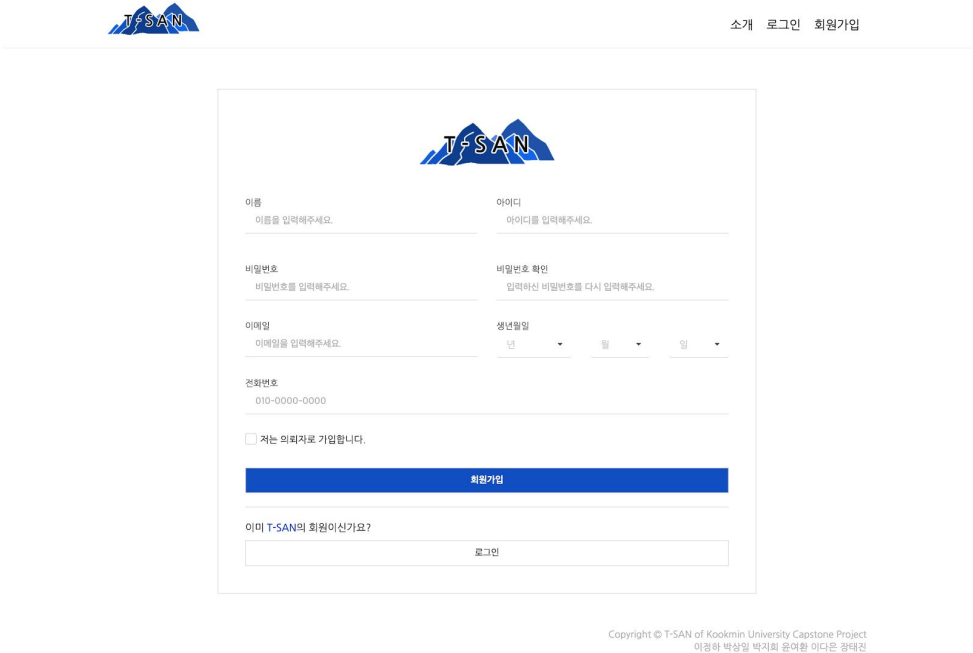 T-SAN
소개 로그인 회원가입
T-SAN
이름 아이디
이름을 입력해주세요. 아이디를 입력해주세요.
비밀번호 비밀번호 확인
비밀번호를 입력해주세요. 입력하신 비밀번호를 다시 입력해주세요.
이메일 생년월일
이메일을 입력해주세요. 년 월 일
전화번호
010-0000-0000
저는 의뢰자로 가입합니다.
회원가입
이미 T-SAN의 회원이신가요?
로그인
Copyright © T-SAN of Kookmin University Capstone Project
이정하 박상일 박지희 윤여환 이다은 장태진